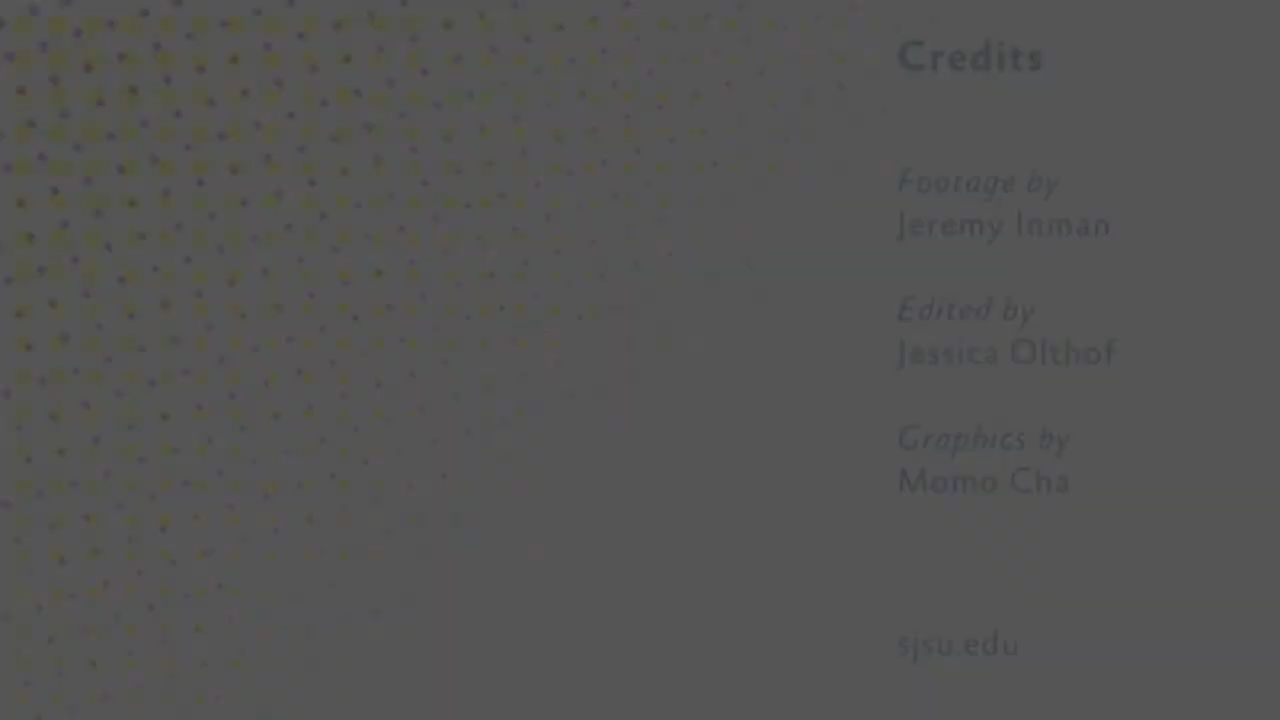 Credits
Footage by
Jeremy Inman
Edited by
Jessica Olthof
Graphics by
Momo Cha
sjsu.edu